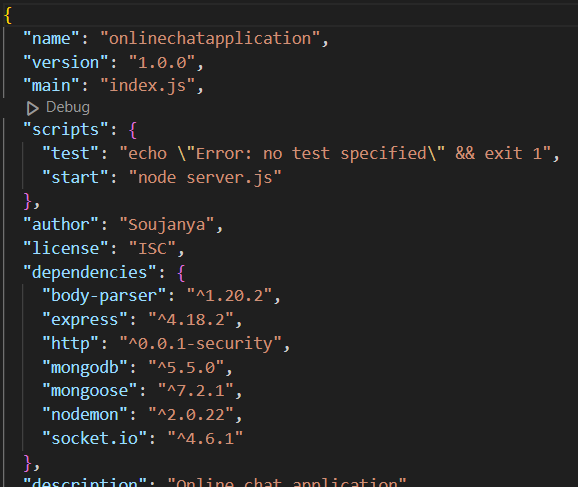 {
"name": "onlinechatapplication",
"version": "1.0.0",
"main": "index.js",
Debug
"scripts": {
"test": "echo \"Error: no test specified\" && exit 1",
"start": "node server.js"
},
"author": "Soujanya",
"license": "ISC",
"dependencies": {
"body-parser": "^1.20.2",
"express": "^4.18.2",
"http": "^0.0.1-security",
"mongodb": "^5.5.0",
"mongoose": "^7.2.1",
"nodemon": "^2.0.22",
"socket.io": "^4.6.1"
},
"description": "Online chat application"